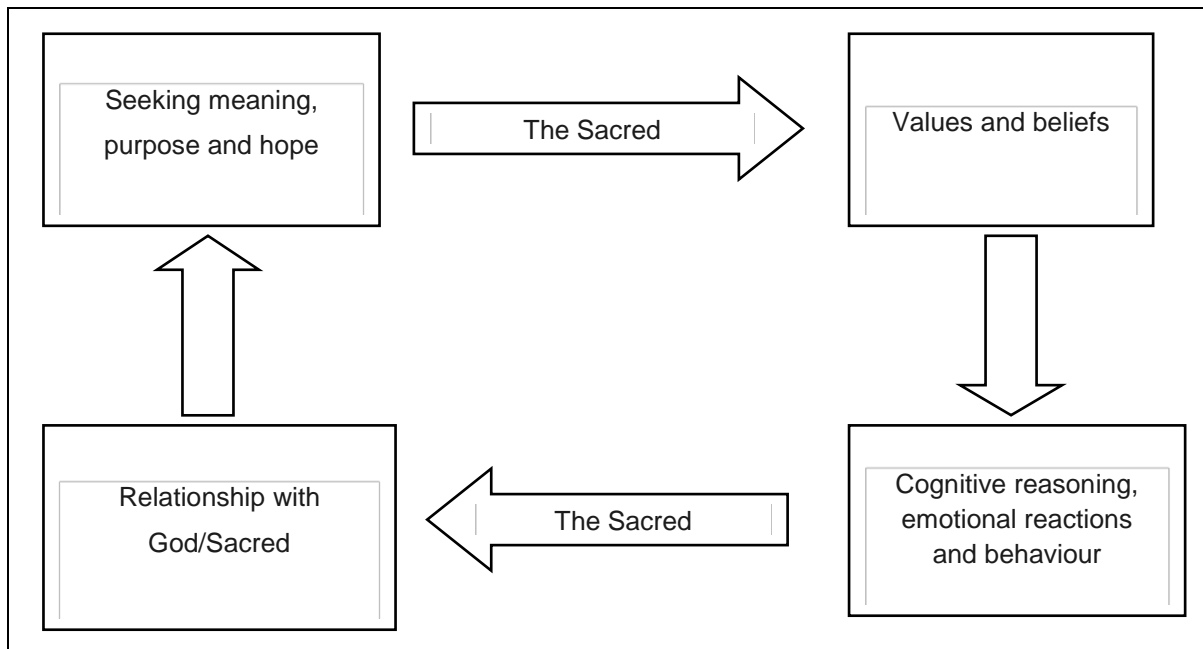 Seeking meaning,
purpose and hope
The Sacred
Values and beliefs
Relationship with
God/Sacred
The Sacred
Cognitive reasoning,
emotional reactions
and behaviour